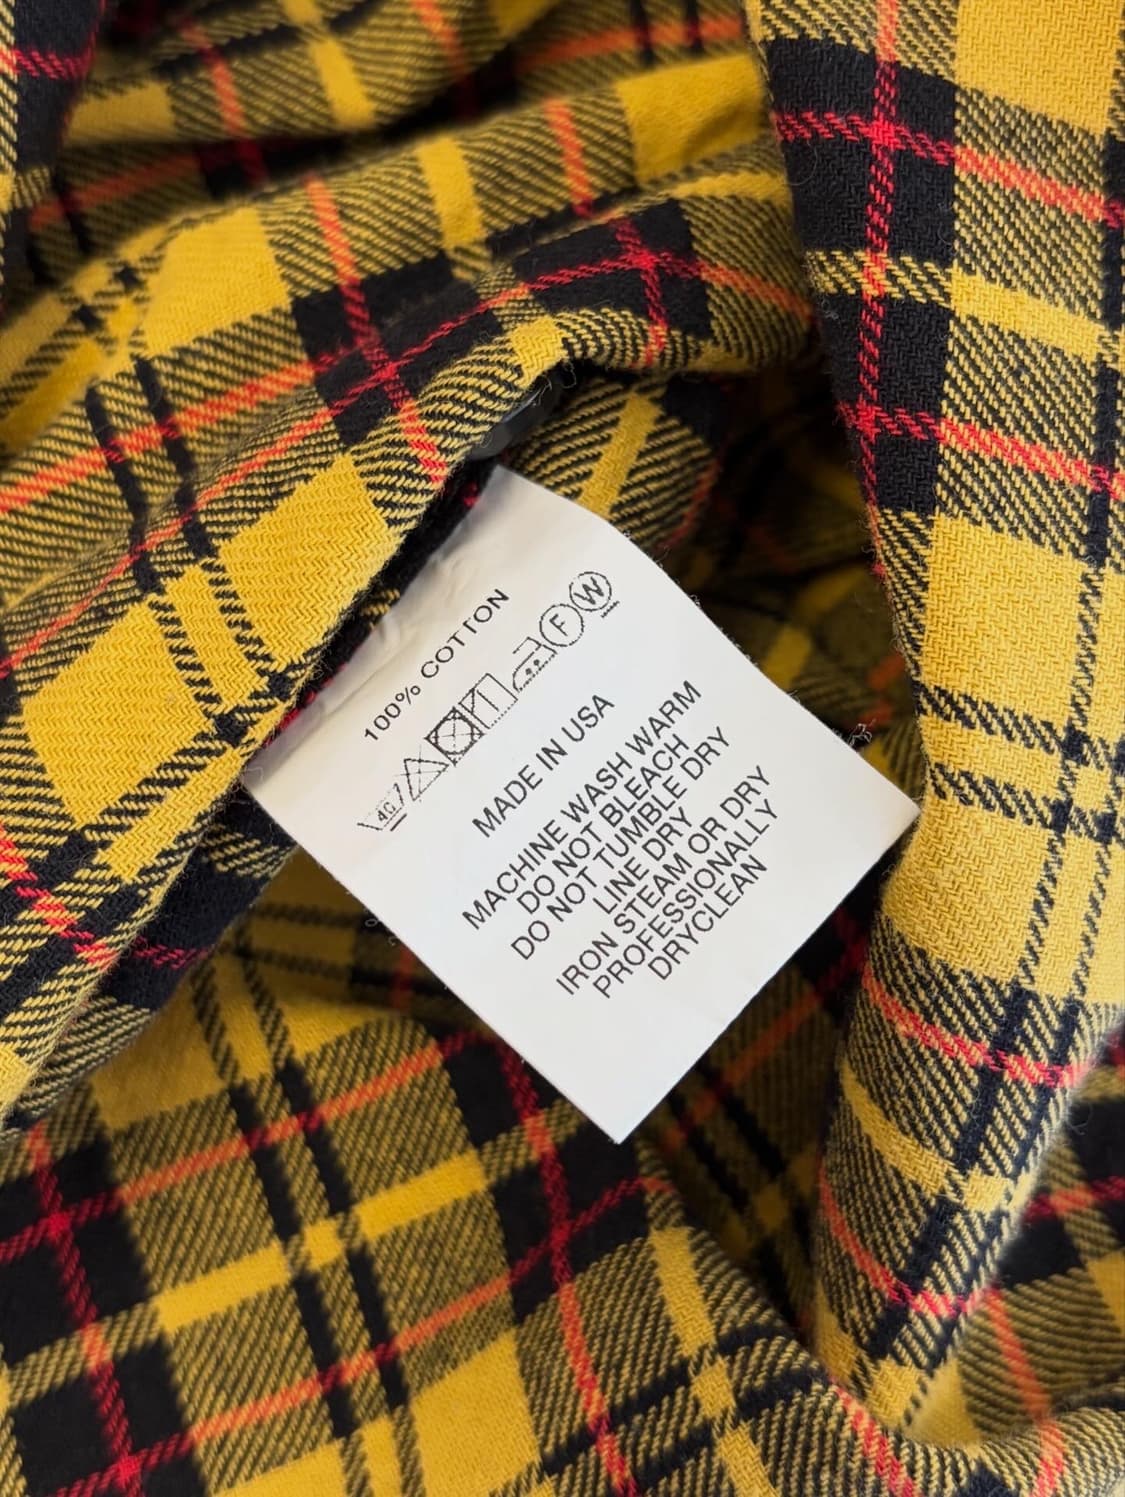 100% COTTON
40 F W
MADE IN USA
MACHINE WASH WARM
DO NOT BLEACH
DO NOT TUMBLE DRY
LINE DRY
IRON STEAM OR DRY
PROFESSIONALLY
DRYCLEAN